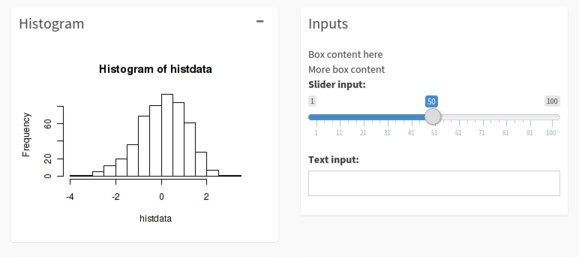 Histogram
Histogram of histdata
Frequency
60
20
0
-4 -2 0 2
histdata
Inputs
Box content here
More box content
Slider input:
1 50 100
1 11 21 31 41 51 61 71 81 91 100
Text input: